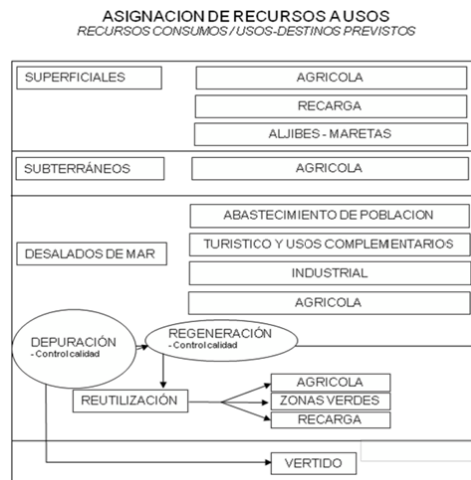 ASIGNACION DE RECURSOS A USOS
RECURSOS CONSUMOS / USOS-DESTINOS PREVISTOS
SUPERFICIALES
AGRICOLA
RECARGA
ALJIBES - MARETAS
SUBTERRÁNEOS
AGRICOLA
DESALADOS DE MAR
ABASTECIMIENTO DE POBLACION
TURISTICO Y USOS COMPLEMENTARIOS
INDUSTRIAL
AGRICOLA
DEPURACIÓN
- Control calidad
REGENERACIÓN
- Control calidad
REUTILIZACIÓN
AGRICOLA
ZONAS VERDES
RECARGA
VERTIDO